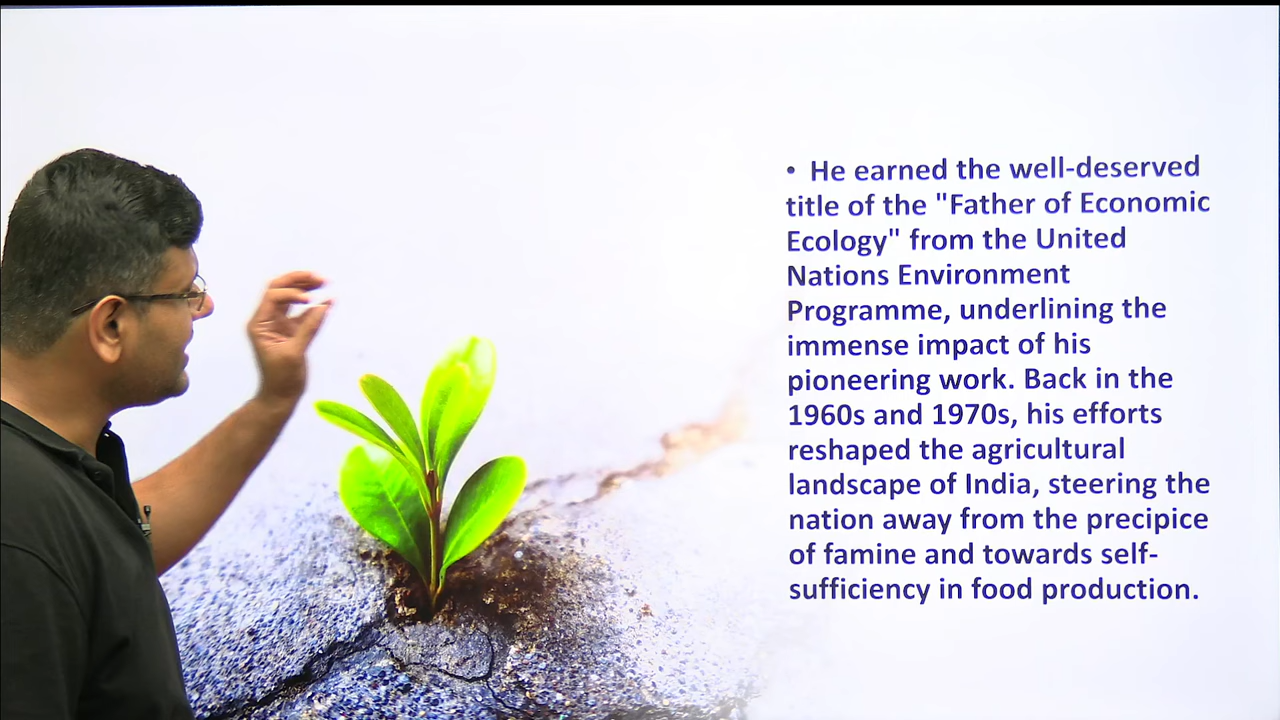 • He earned the well-deserved
title of the "Father of Economic
Ecology" from the United
Nations Environment
Programme, underlining the
immense impact of his
pioneering work. Back in the
1960s and 1970s, his efforts
reshaped the agricultural
landscape of India, steering the
nation away from the precipice
of famine and towards self-
sufficiency in food production.